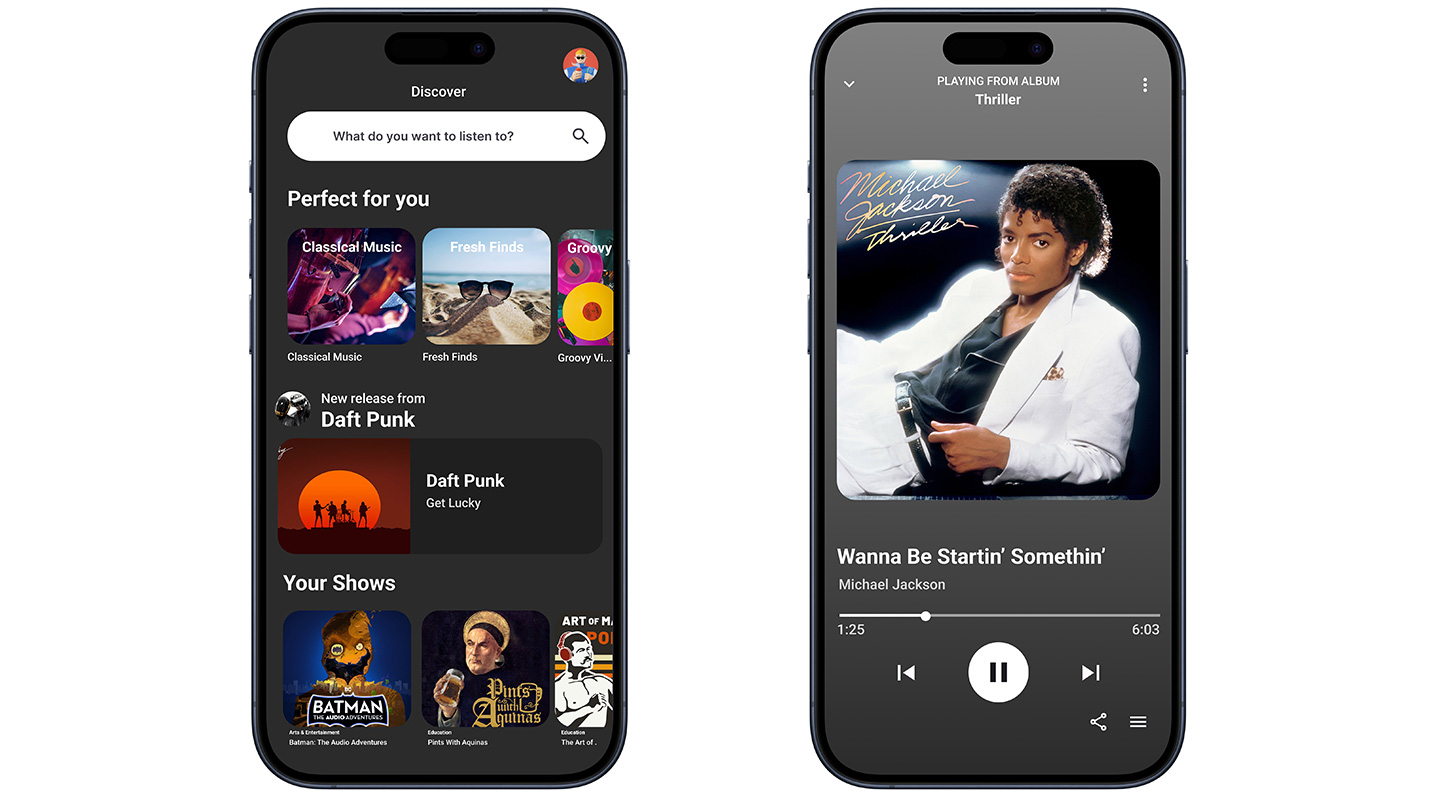 Discover
What do you want to listen to?
Perfect for you
Classical Music
Fresh Finds
Groovy
Classical Music
Fresh Finds
Groovy Vi...
New release from
Daft Punk
Daft Punk
Get Lucky
Your Shows
BATMAN
THE AUDIO ADVENTURES
Arts & Entertainment
Batman: The Audio Adventures
Pints
With
Aquinas
Education
Pints With Aquinas
ART OF MA
PO
Education
The Art of .
PLAYING FROM ALBUM
Thriller
Michael
Jackson
Thriller
Wanna Be Startin’ Somethin’
Michael Jackson
1:25
6:03